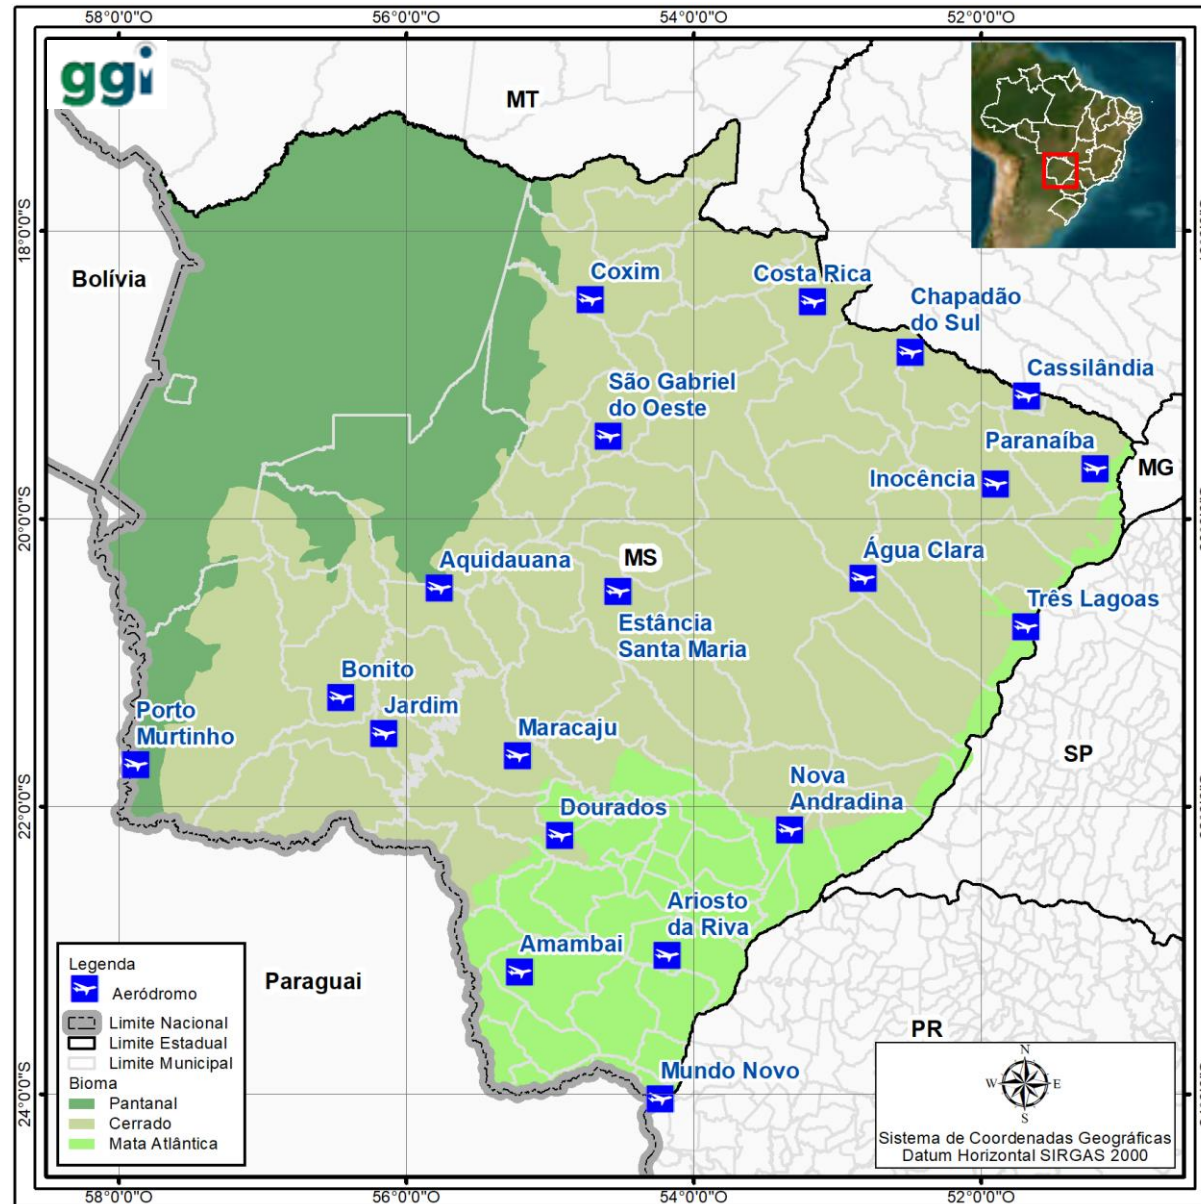 58°0'0"O 56°0'0"O 54°0'0"O 52°0'0"O
ggi
MT
18°0'0"S
Bolívia
Coxim
Costa Rica
Chapadão
do Sul
Cassilândia
São Gabriel
do Oeste
Paranaíba
MG
Inocência
20°0'0"S
Aquidauana
MS
Água Clara
Três Lagoas
Estância
Santa Maria
Bonito
Jardim
Porto
Murtinho
Maracaju
SP
Nova
Andradina
22°0'0"S
Dourados
Ariosto
da Riva
Amambai
Paraguai
PR
Mundo Novo
24°0'0"S
Legenda
Aeródromo
Limite Nacional
Limite Estadual
Limite Municipal
Bioma
Pantanal
Cerrado
Mata Atlântica
N
W E
S
Sistema de Coordenadas Geográficas
Datum Horizontal SIRGAS 2000
58°0'0"O 56°0'0"O 54°0'0"O 52°0'0"O